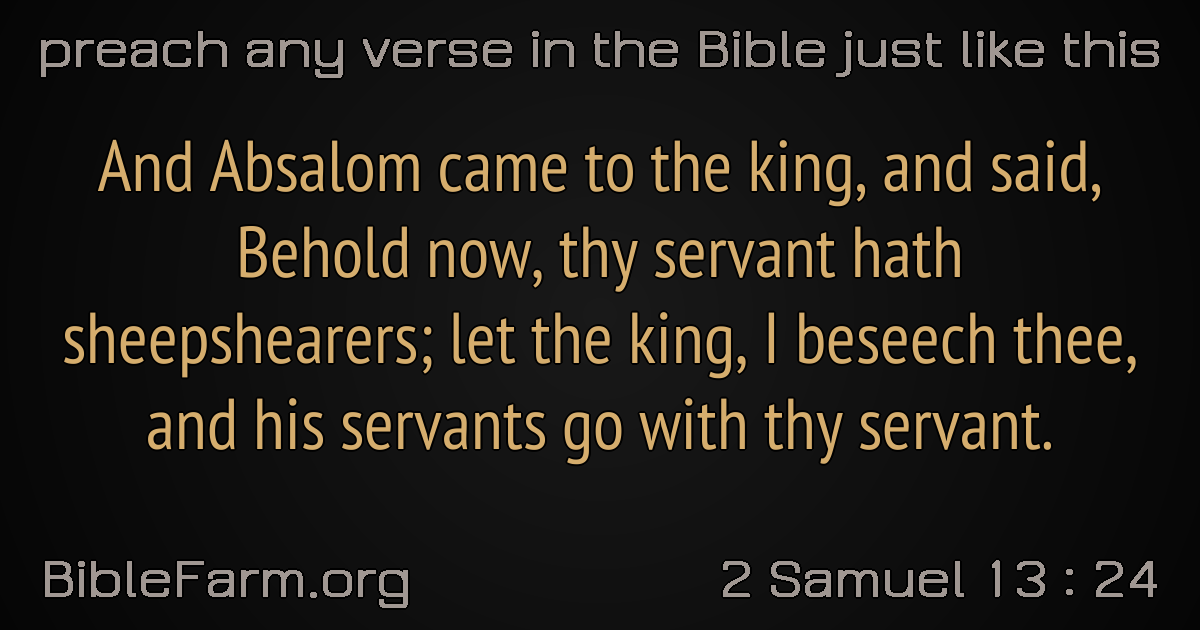 preach any verse in the Bible just like this
And Absalom came to the king, and said,
Behold now, thy servant hath
sheepshearers; let the king, I beseech thee,
and his servants go with thy servant.
BibleFarm.org
2 Samuel 13 : 24